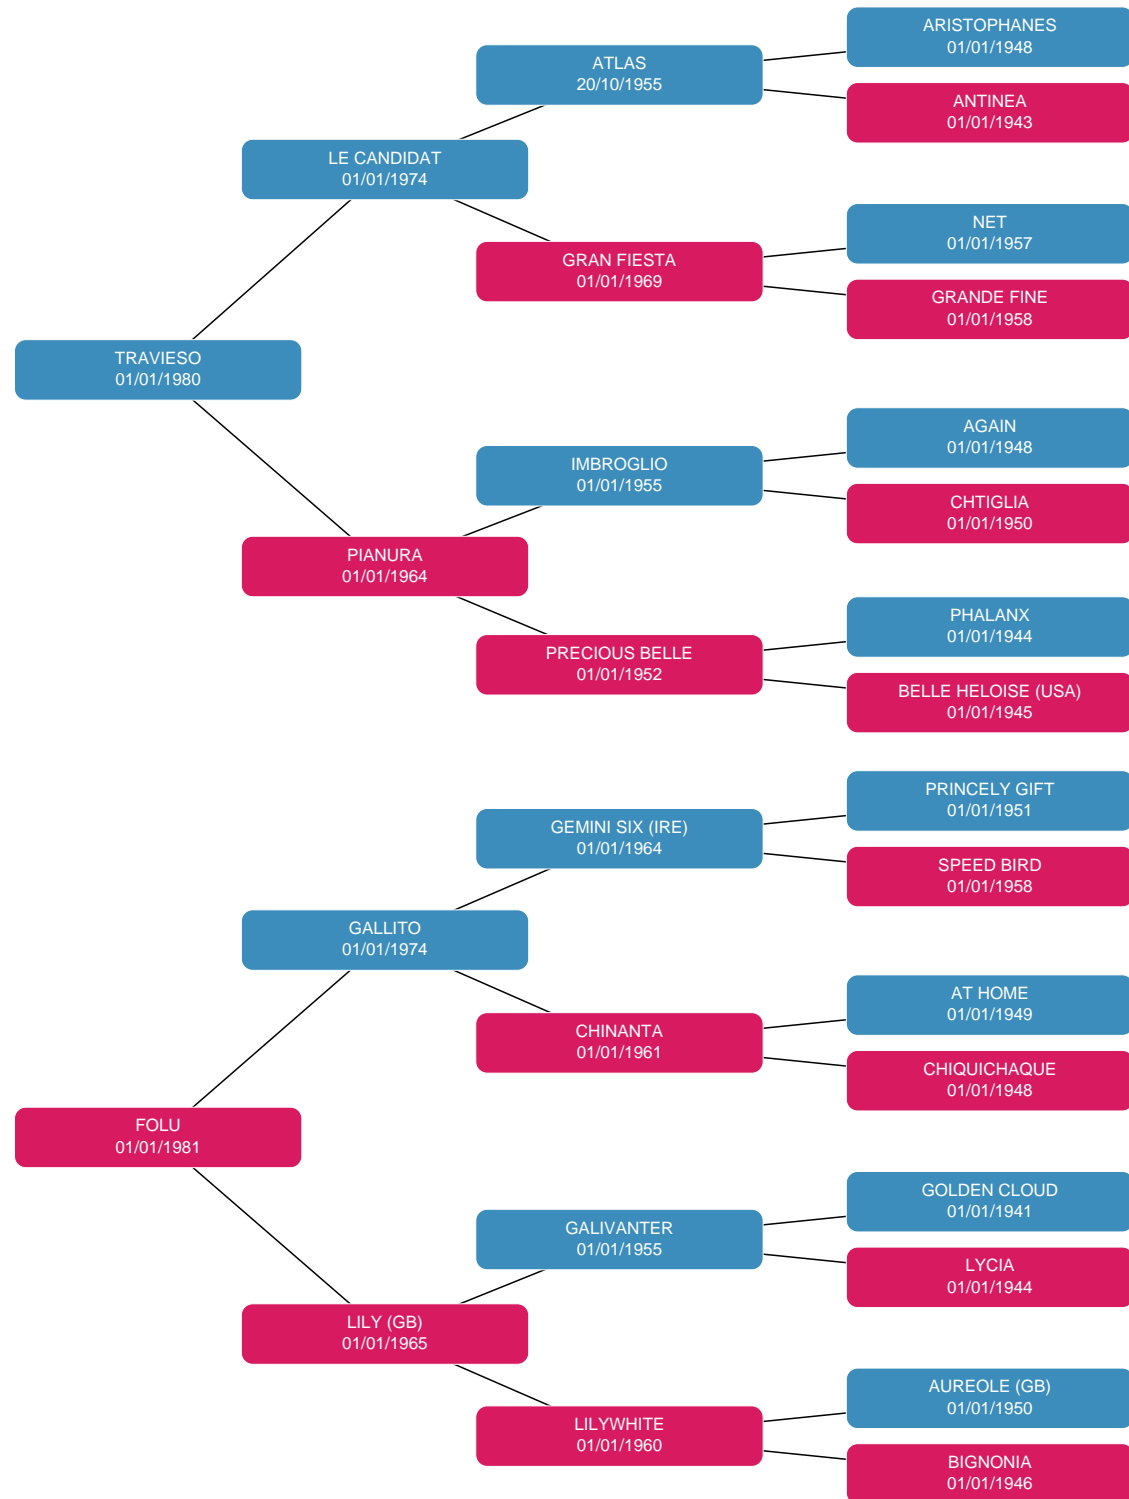 ARISTOPHANES
01/01/1948
ATLAS
20/10/1955
ANTINEA
01/01/1943
LE CANDIDAT
01/01/1974
NET
01/01/1957
GRAN FIESTA
01/01/1969
GRANDE FINE
01/01/1958
TRAVIESO
01/01/1980
AGAIN
01/01/1948
IMBROGLIO
01/01/1955
CHTIGLIA
01/01/1950
PIANURA
01/01/1964
PHALANX
01/01/1944
PRECIOUS BELLE
01/01/1952
BELLE HELOISE (USA)
01/01/1945
PRINCELY GIFT
01/01/1951
GEMINI SIX (IRE)
01/01/1964
SPEED BIRD
01/01/1958
GALLITO
01/01/1974
AT HOME
01/01/1949
CHINANTA
01/01/1961
CHIQUICHAQUE
01/01/1948
FOLU
01/01/1981
GOLDEN CLOUD
01/01/1941
GALIVANTER
01/01/1955
LYCIA
01/01/1944
LILY (GB)
01/01/1965
AUREOLE (GB)
01/01/1950
LILYWHITE
01/01/1960
BIGNONIA
01/01/1946